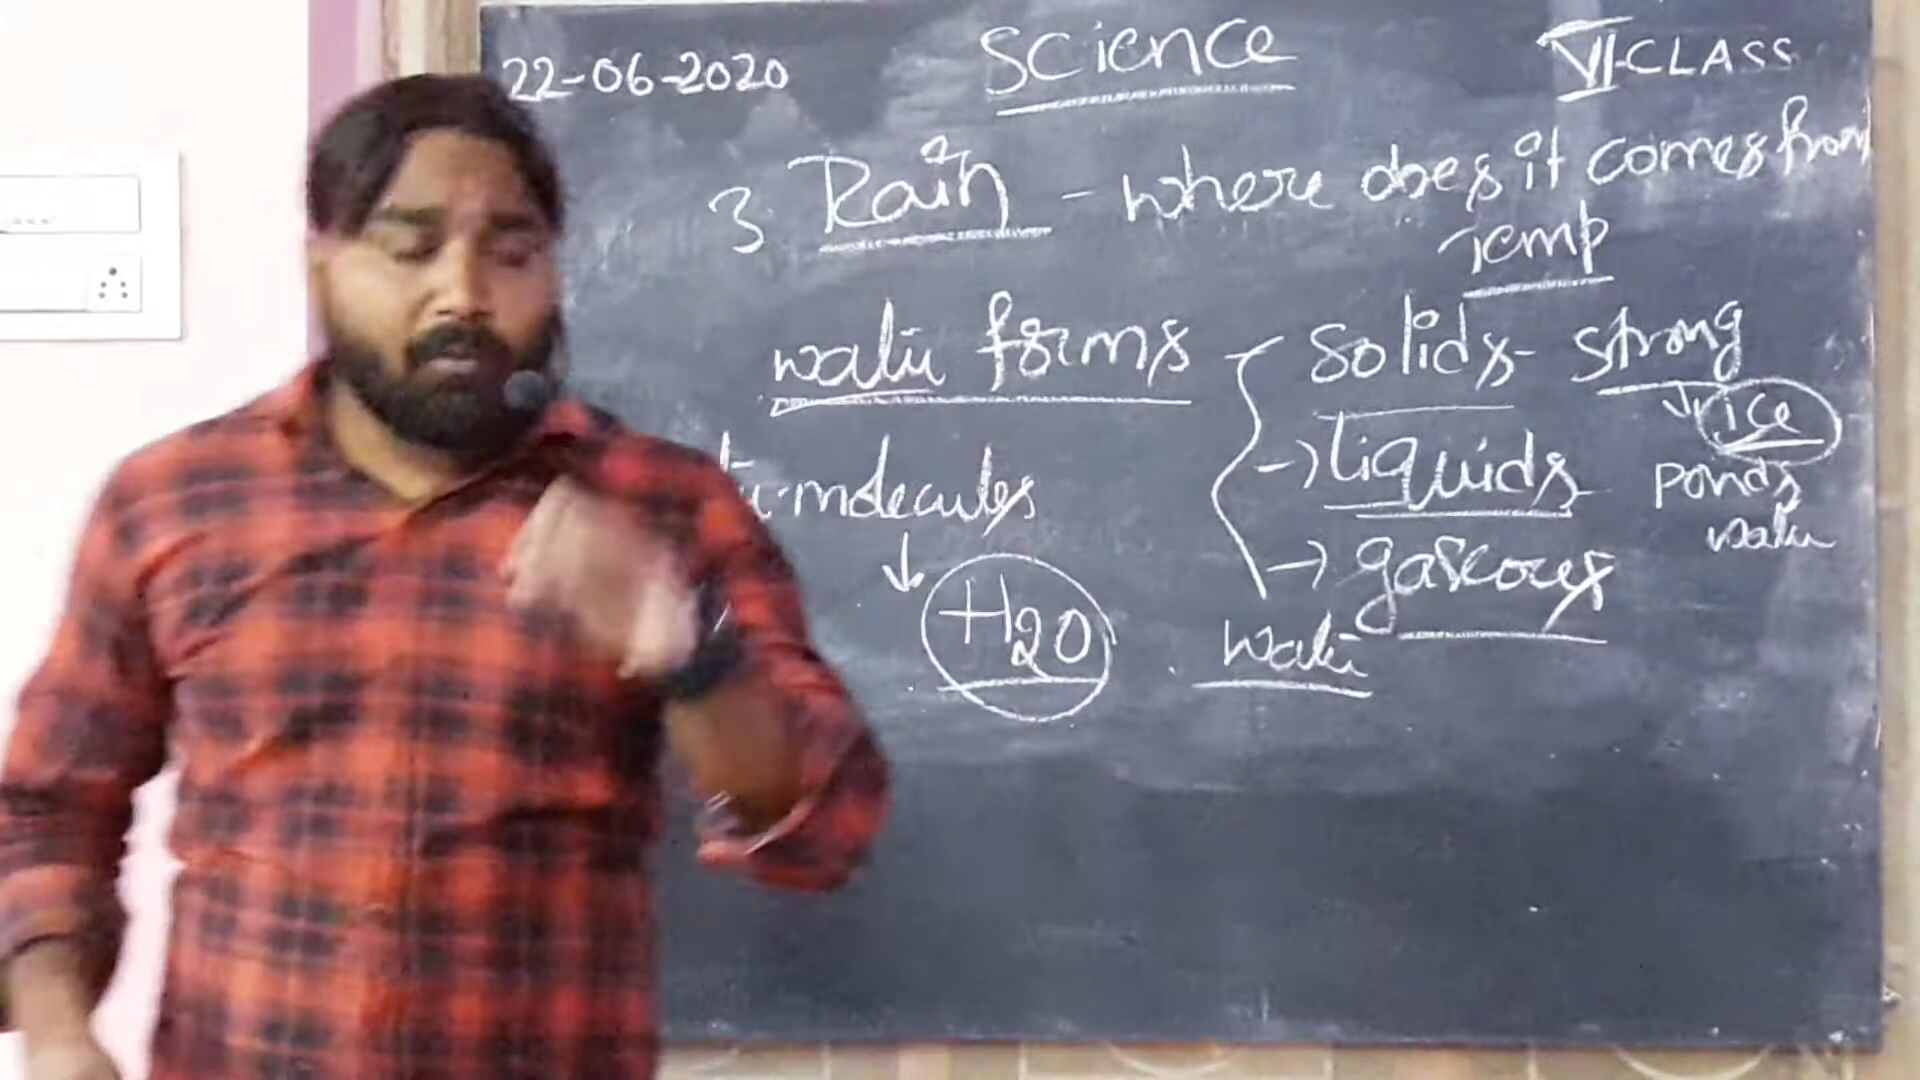 22-06-2020 Science VI-CLASS
3. Rain - where does it comes from
Temp
water forms - solids - strong
ice
molecules → liquids ponds
water
→ gaseous
H2O water